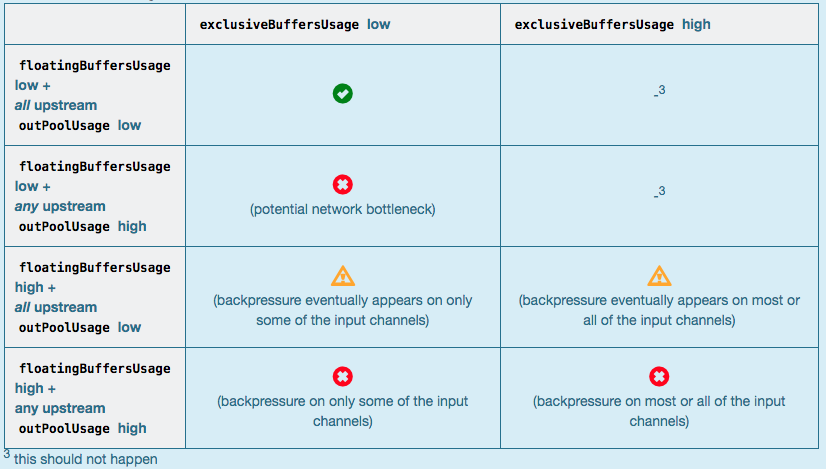 exclusiveBuffersUsage low
exclusiveBuffersUsage high
floatingBuffersUsage
low +
all upstream
outPoolUsage low
-3
floatingBuffersUsage
low +
any upstream
outPoolUsage high
(potential network bottleneck)
-3
floatingBuffersUsage
high +
all upstream
outPoolUsage low
(backpressure eventually appears on only
some of the input channels)
(backpressure eventually appears on most or
all of the input channels)
floatingBuffersUsage
high +
any upstream
outPoolUsage high
(backpressure on only some of the input
channels)
(backpressure on most or all of the input
channels)
3 this should not happen